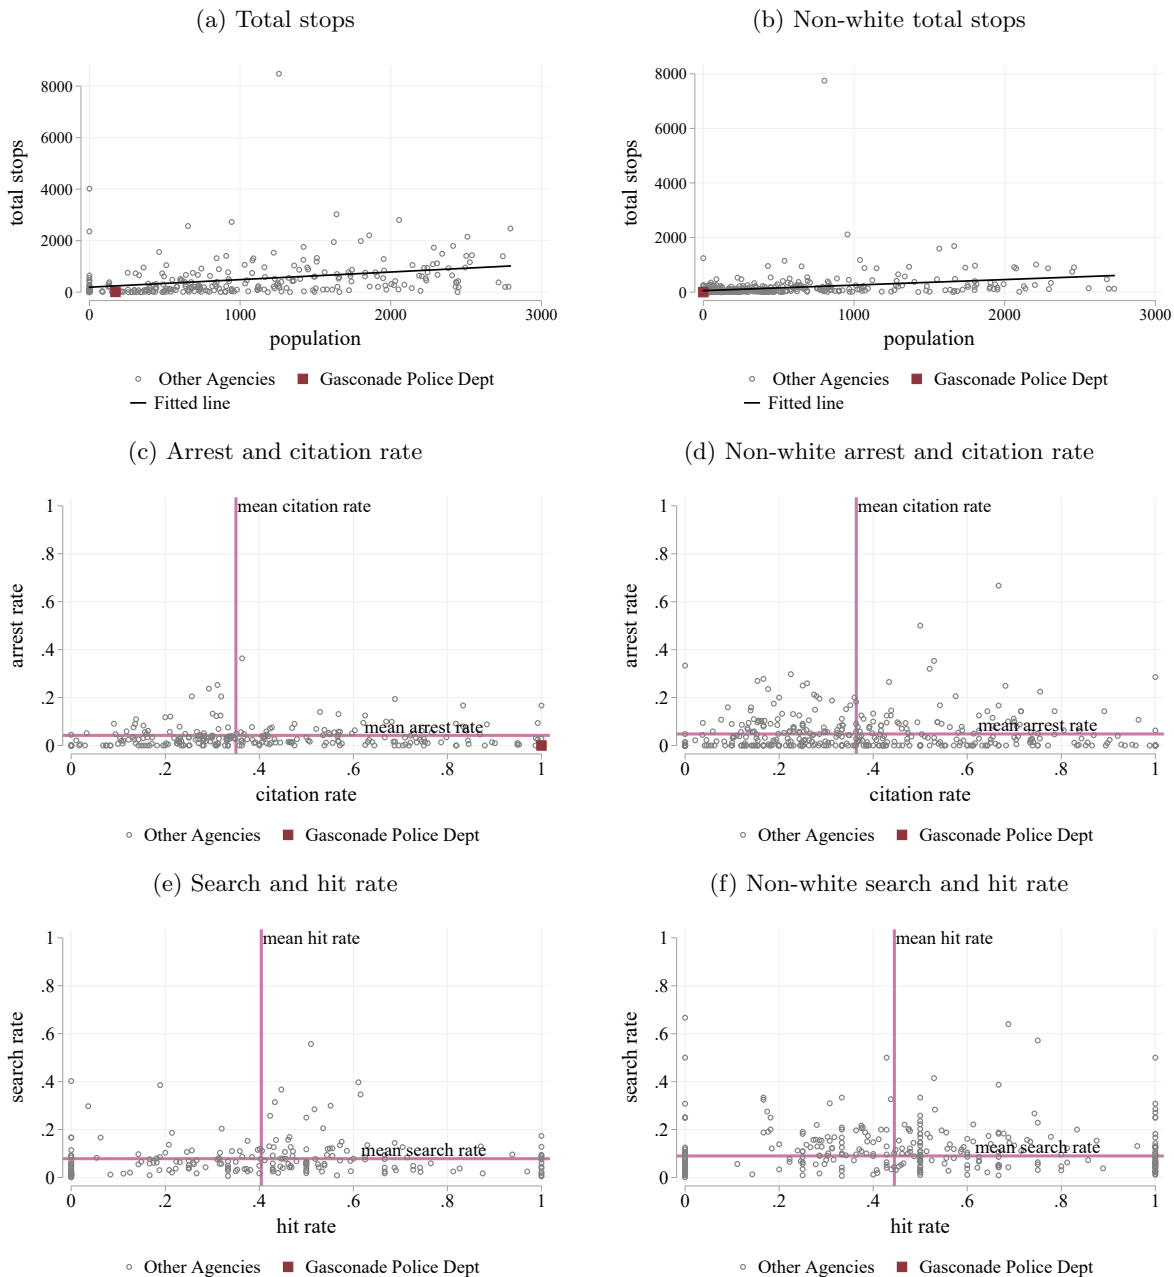 (a) Total stops
(b) Non-white total stops
total stops
8000
6000
4000
2000
0
0 1000 2000 3000
population
Other Agencies Gasconade Police Dept
Fitted line
total stops
8000
6000
4000
2000
0
0 1000 2000 3000
population
Other Agencies Gasconade Police Dept
Fitted line
(c) Arrest and citation rate
(d) Non-white arrest and citation rate
arrest rate
1
.8
.6
.4
.2
0
mean citation rate
mean arrest rate
0 .2 .4 .6 .8 1
citation rate
Other Agencies Gasconade Police Dept
arrest rate
1
.8
.6
.4
.2
0
mean citation rate
mean arrest rate
0 .2 .4 .6 .8 1
citation rate
Other Agencies Gasconade Police Dept
(e) Search and hit rate
(f) Non-white search and hit rate
search rate
1
.8
.6
.4
.2
0
mean hit rate
mean search rate
0 .2 .4 .6 .8 1
hit rate
Other Agencies Gasconade Police Dept
search rate
1
.8
.6
.4
.2
0
mean hit rate
mean search rate
0 .2 .4 .6 .8 1
hit rate
Other Agencies Gasconade Police Dept